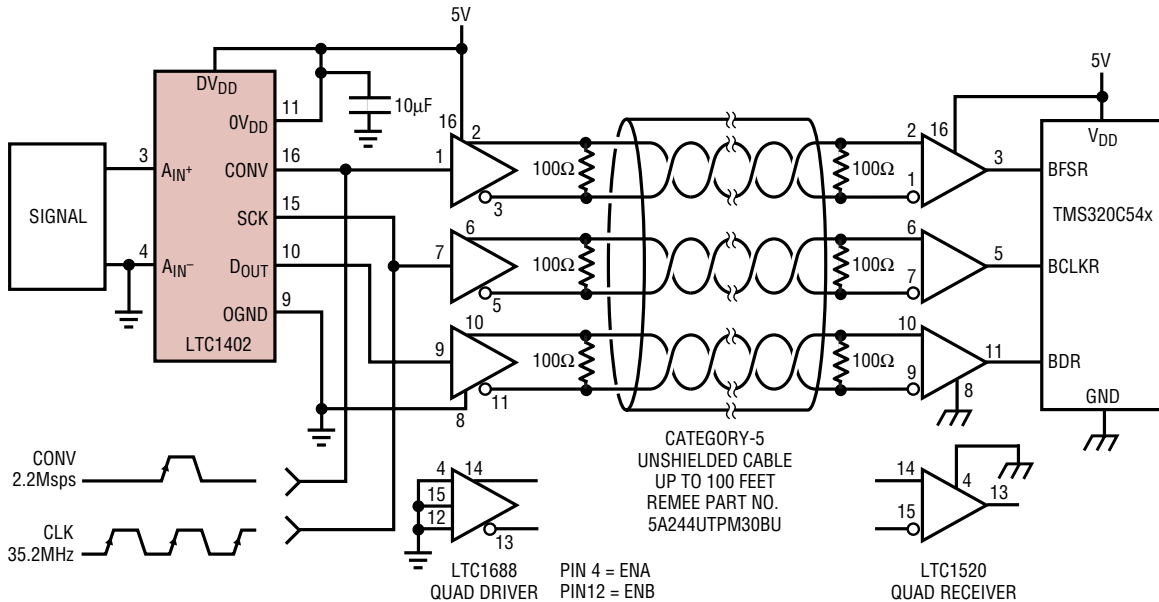 5V
DVDD
11
0VDD
10µF
16
CONV
3
AIN+
15
SCK
SIGNAL
4
AIN−
10
DOUT
9
OGND
LTC1402
16
2
1
3
100Ω
6
7
5
100Ω
10
9
11
8
100Ω
100Ω
2
16
1
3
100Ω
6
7
5
100Ω
10
9
11
8
5V
VDD
BFSR
TMS320C54x
BCLKR
BDR
GND
CONV
2.2Msps
CLK
35.2MHz
4
14
15
12
13
LTC1688
QUAD DRIVER
PIN 4 = ENA
PIN12 = ENB
CATEGORY-5
UNSHIELDED CABLE
UP TO 100 FEET
REMEE PART NO.
5A244UTPM30BU
14
4
13
15
LTC1520
QUAD RECEIVER